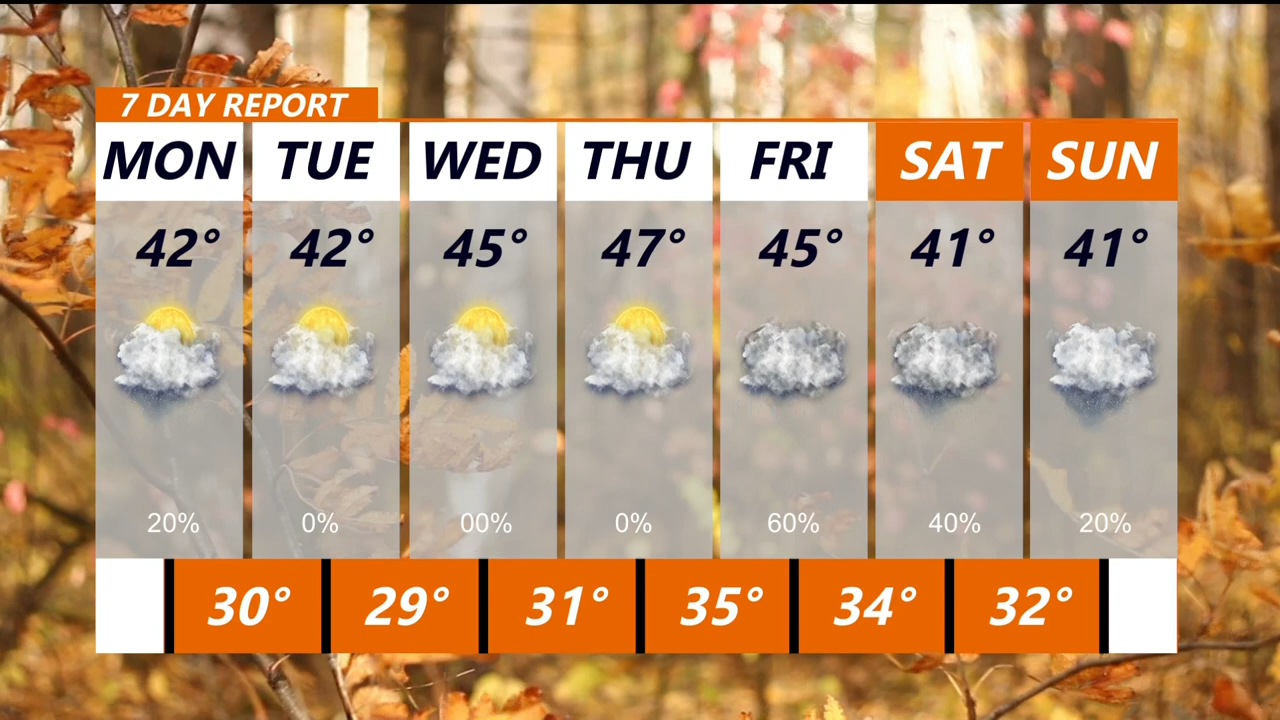 7 DAY REPORT
MON TUE WED THU FRI SAT SUN
42° 42° 45° 47° 45° 41° 41°
20% 0% 00% 0% 60% 40% 20%
30° 29° 31° 35° 34° 32°